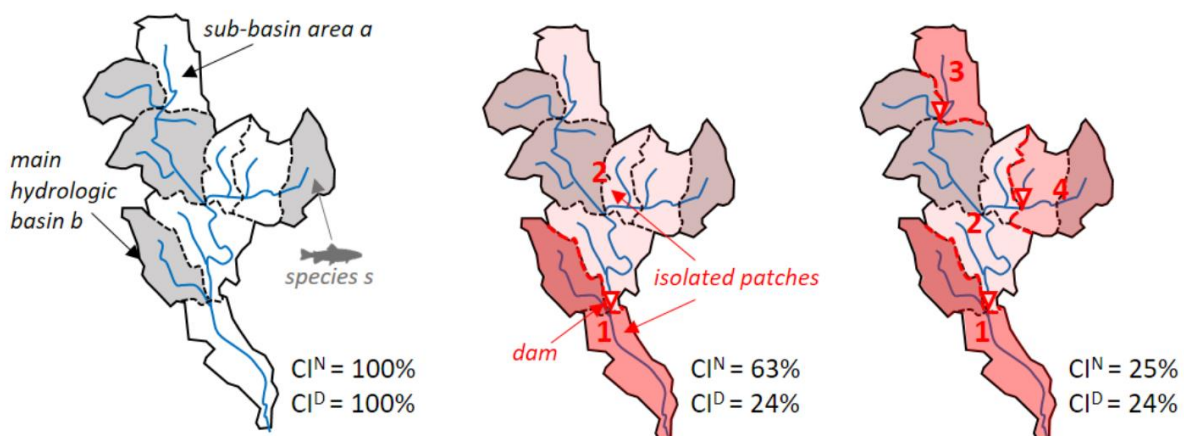 sub-basin area a
main
hydrologic
basin b
species s
CI^N = 100%
CI^D = 100%
2
isolated patches
dam
1
CI^N = 63%
CI^D = 24%
3
4
2
1
CI^N = 25%
CI^D = 24%